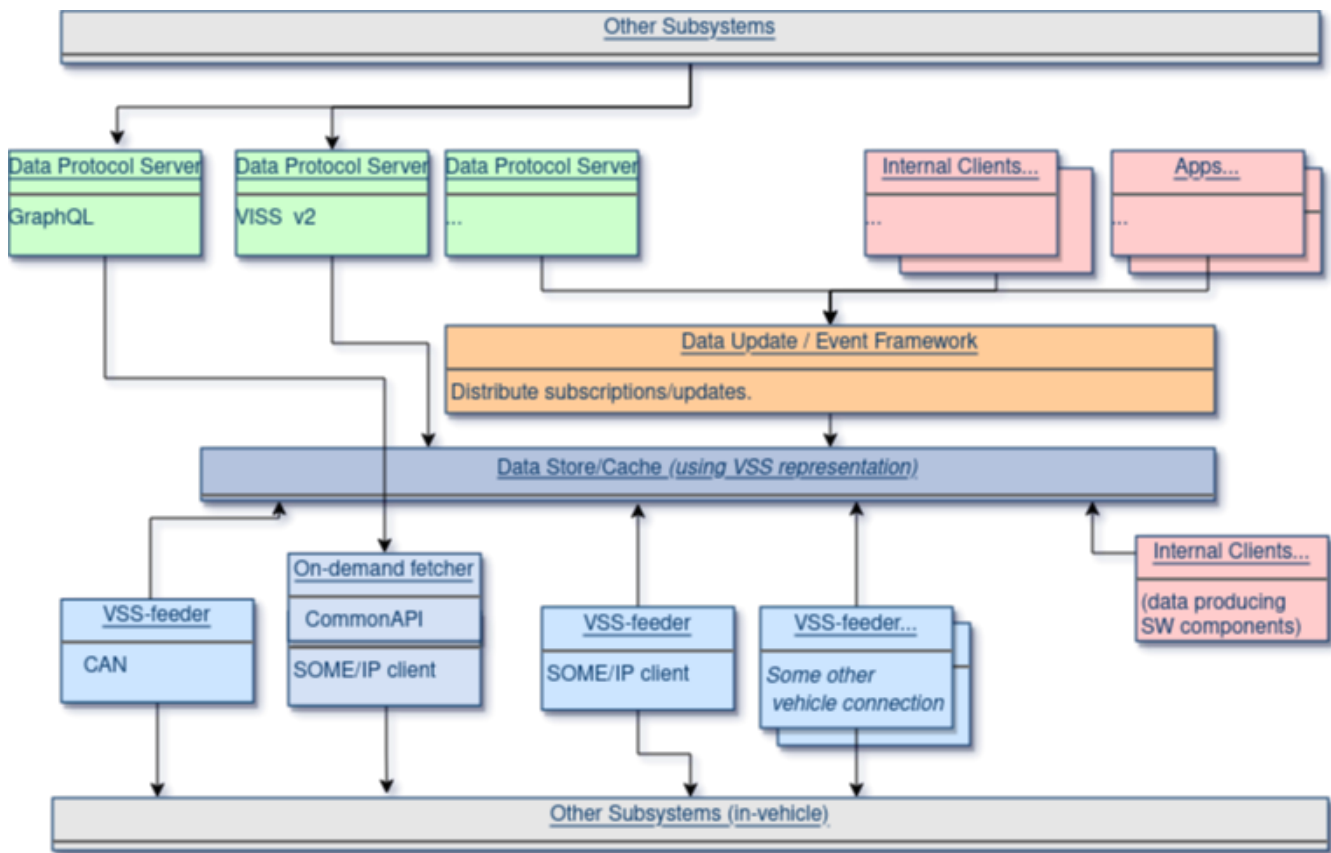 Other Subsystems
Data Protocol Server
GraphQL
Data Protocol Server
VISS v2
Data Protocol Server
...
Internal Clients...
...
Apps...
...
Data Update / Event Framework
Distribute subscriptions/updates.
Data Store/Cache (using VSS representation)
On-demand fetcher
CommonAPI
SOME/IP client
Internal Clients...
(data producing
SW components)
VSS-feeder
CAN
VSS-feeder
SOME/IP client
VSS-feeder...
Some other
vehicle connection
Other Subsystems (in-vehicle)